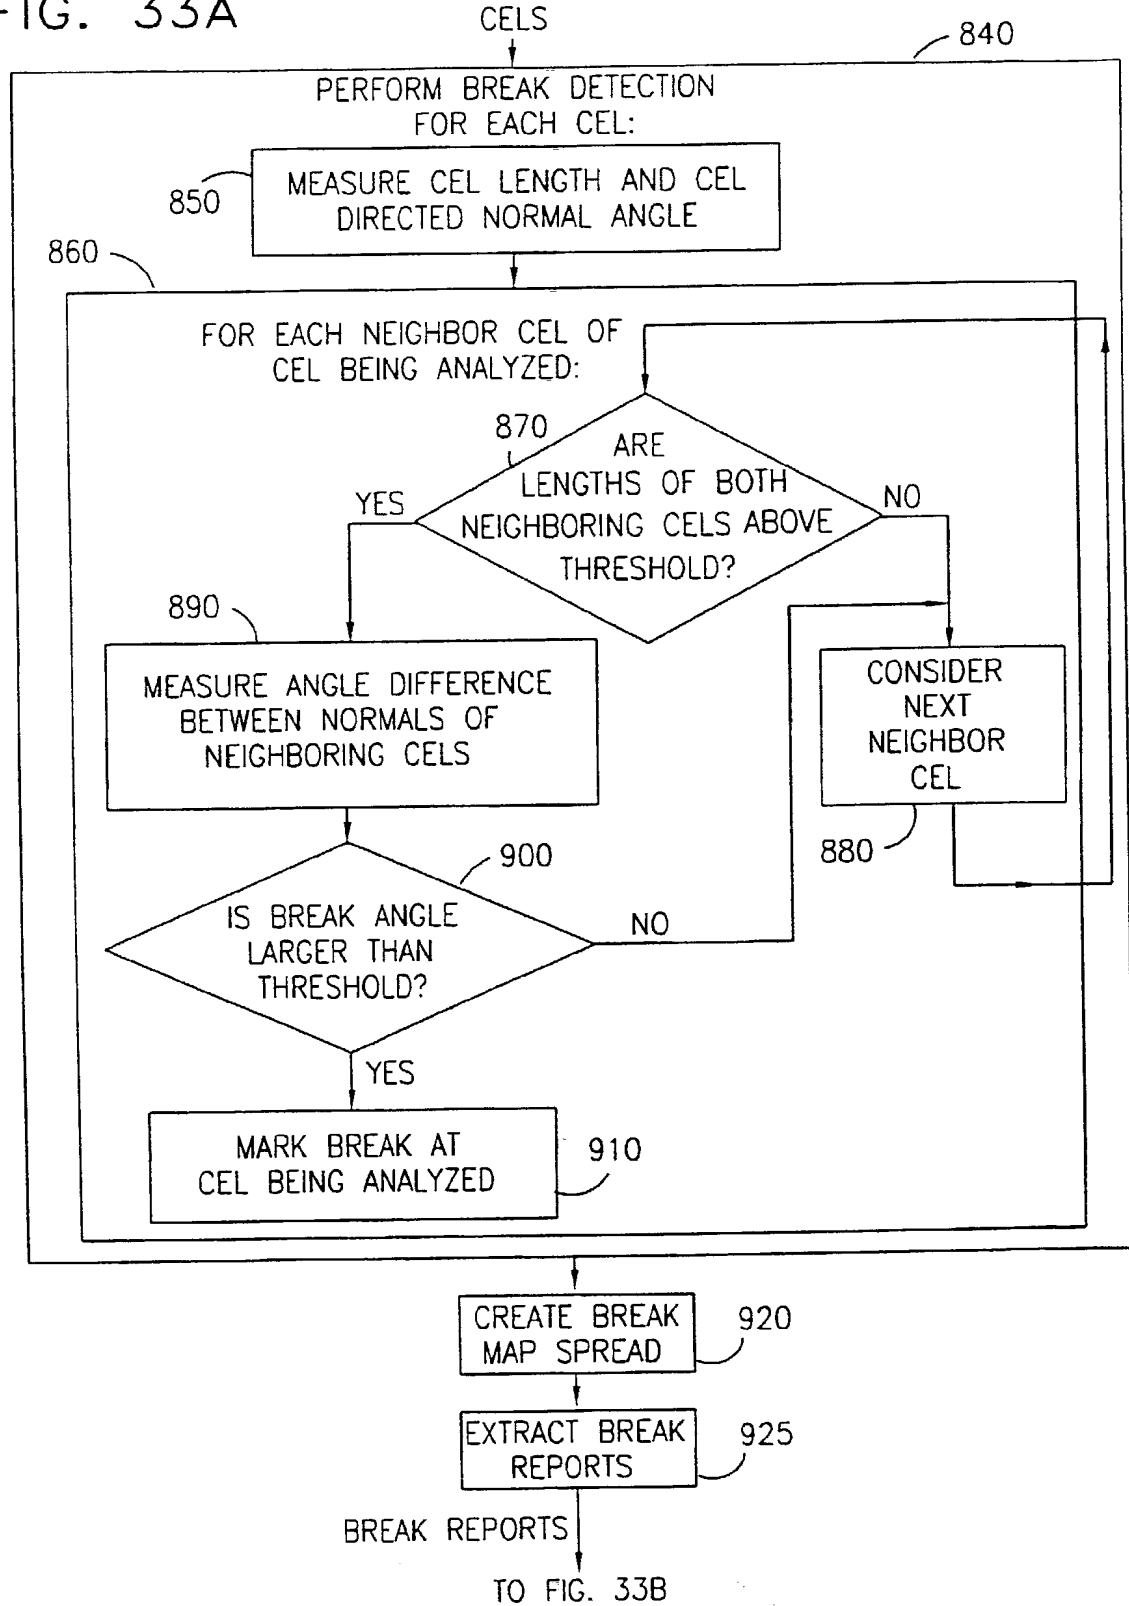 FIG. 33A
CELS
840
PERFORM BREAK DETECTION
FOR EACH CEL:
850
MEASURE CEL LENGTH AND CEL
DIRECTED NORMAL ANGLE
860
FOR EACH NEIGHBOR CEL OF
CEL BEING ANALYZED:
870
ARE
LENGTHS OF BOTH
NEIGHBORING CELS ABOVE
THRESHOLD?
YES
NO
890
MEASURE ANGLE DIFFERENCE
BETWEEN NORMALS OF
NEIGHBORING CELS
CONSIDER
NEXT
NEIGHBOR
CEL
880
900
IS BREAK ANGLE
LARGER THAN
THRESHOLD?
NO
YES
MARK BREAK AT
CEL BEING ANALYZED
910
CREATE BREAK
MAP SPREAD
920
EXTRACT BREAK
REPORTS
925
BREAK REPORTS
TO FIG. 33B